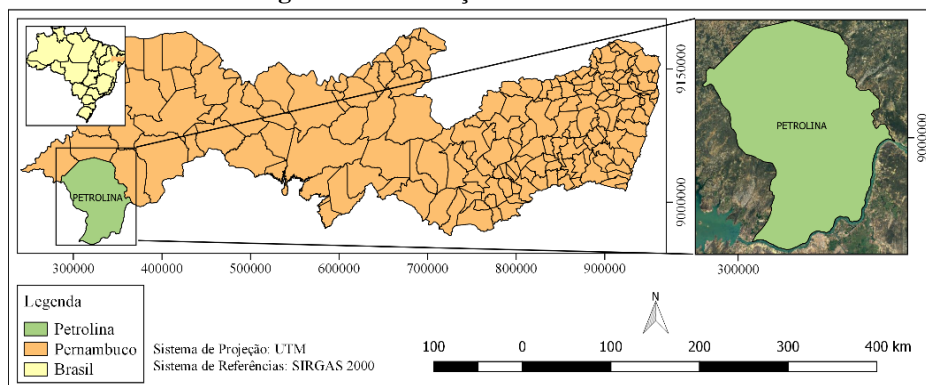 PETROLINA
PETROLINA
9150000
9000000
9000000
300000 400000 500000 600000 700000 800000 900000
300000
Legenda
Petrolina
Pernambuco
Brasil
Sistema de Projeção: UTM
Sistema de Referências: SIRGAS 2000
N
100 0 100 200 300 400 km